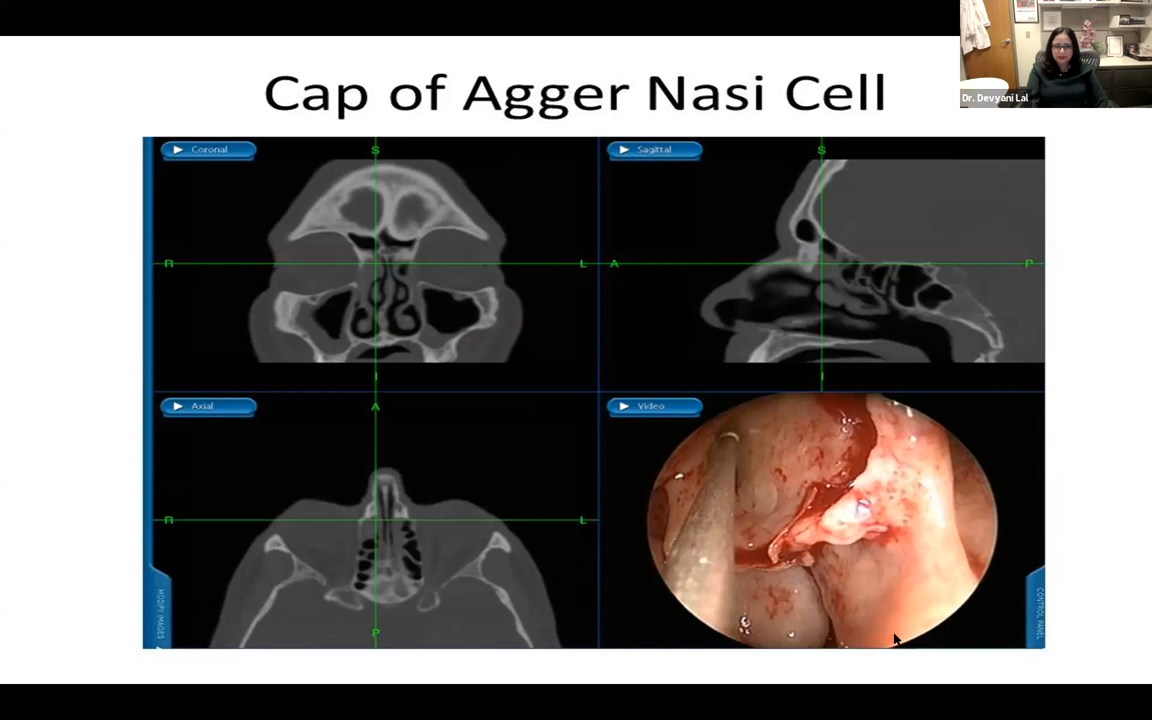 Dr. Devyani Lal
Cap of Agger Nasi Cell
Coronal
S
R
L
I
Sagittal
S
A
P
I
Axial
A
R
L
P
Video
MODIFY IMAGES
CONTROL PANEL